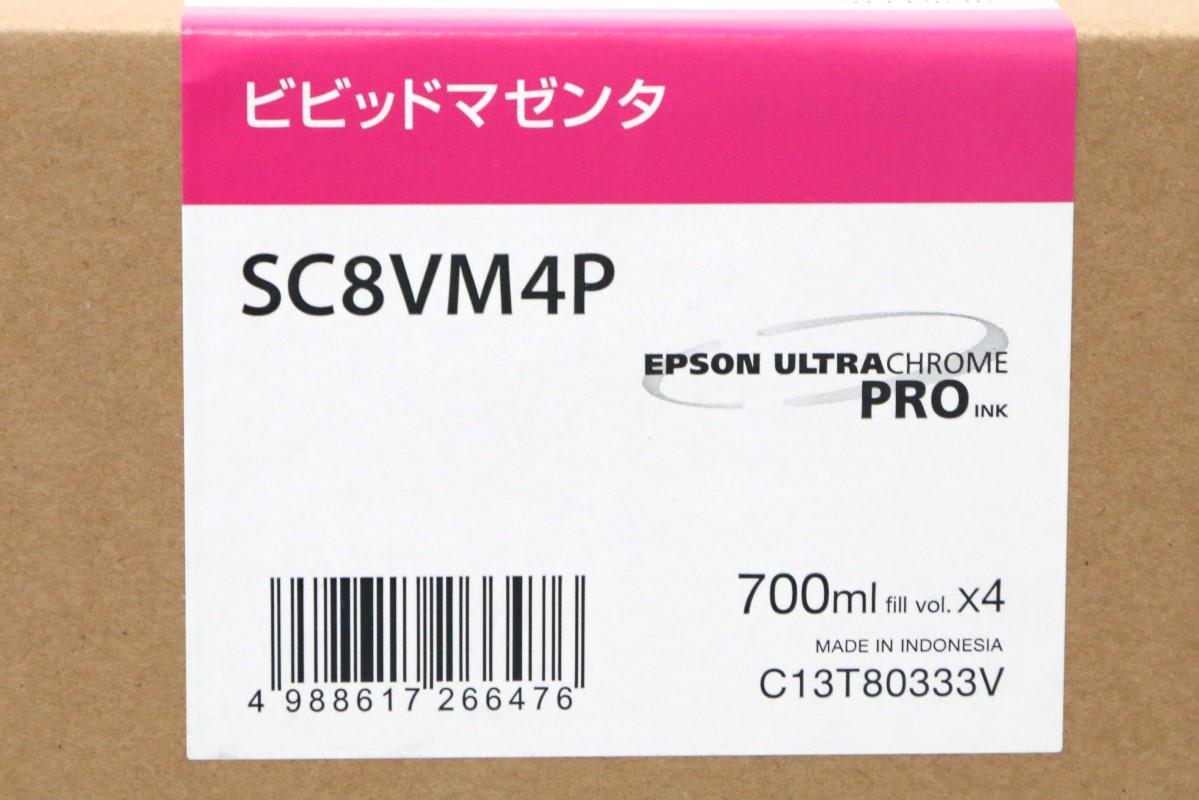 ビビッドマゼンタ
SC8VM4P
EPSON ULTRACHROME
PRO INK
700ml fill vol. X4
MADE IN INDONESIA
C13T80333V
4 988617 266476